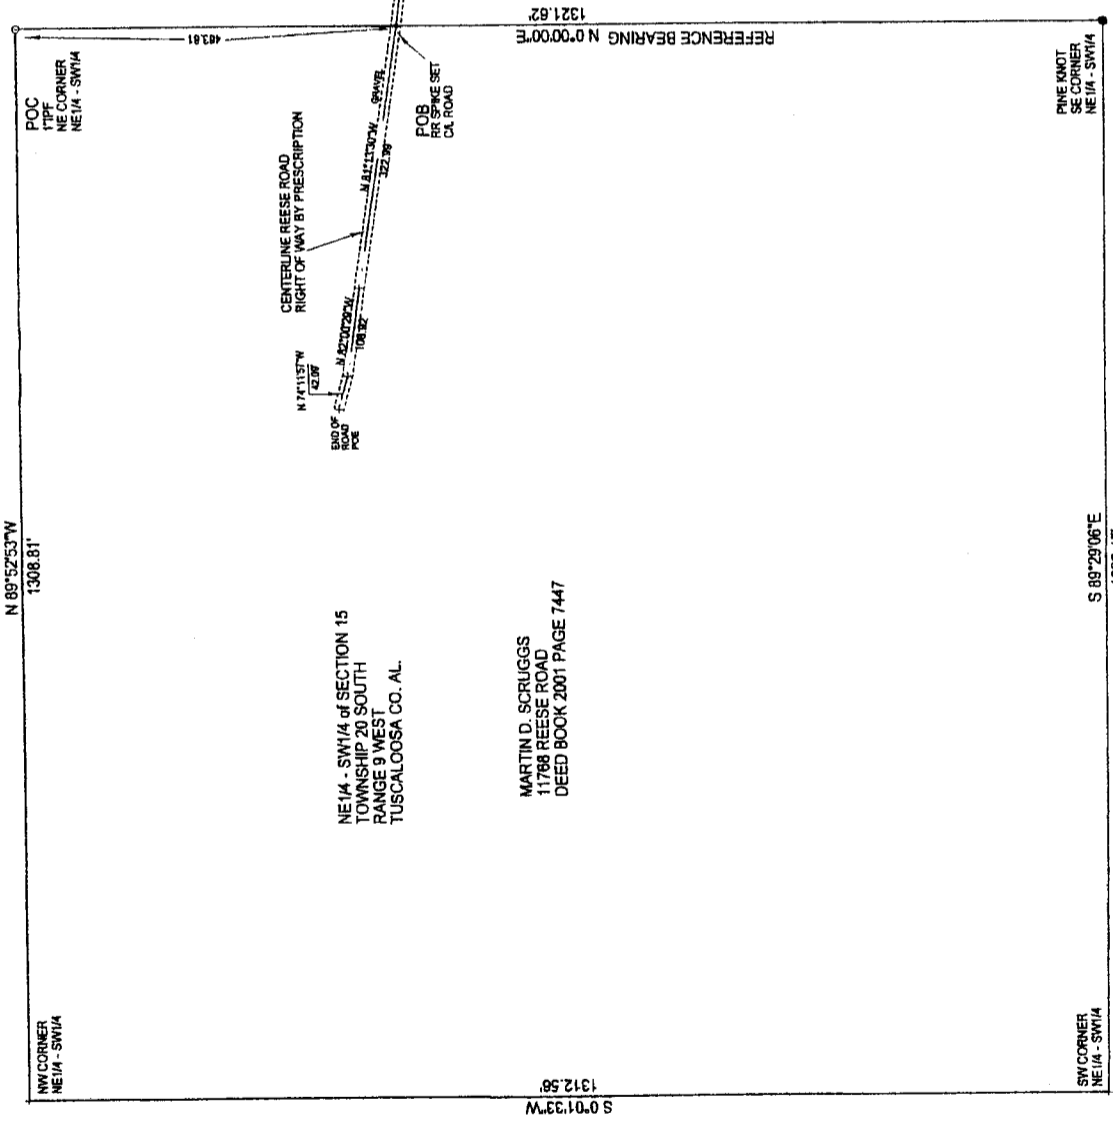 N 89°52'53"W
1308.81'
NW CORNER
NE1/4 - SW1/4
POC
1"IPF
NE CORNER
NE1/4 - SW1/4
483.81
REFERENCE BEARING N 0°00'00"E
1321.62'
POB
RR SPIKE SET
C/L ROAD
GRAVEL
N 81°13'30"W
322.99
CENTERLINE REESE ROAD
RIGHT OF WAY BY PRESCRIPTION
N 82°00'29"W
108.92
N 74°11'57"W
42.09'
END OF
ROAD
POE
NE1/4 - SW1/4 of SECTION 15
TOWNSHIP 20 SOUTH
RANGE 9 WEST
TUSCALOOSA CO. AL.
MARTIN D. SCRUGGS
11768 REESE ROAD
DEED BOOK 2001 PAGE 7447
S 0°01'33"W
1312.56'
SW CORNER
NE1/4 - SW1/4
S 89°29'06"E
PINE KNOT
SE CORNER
NE1/4 - SW1/4